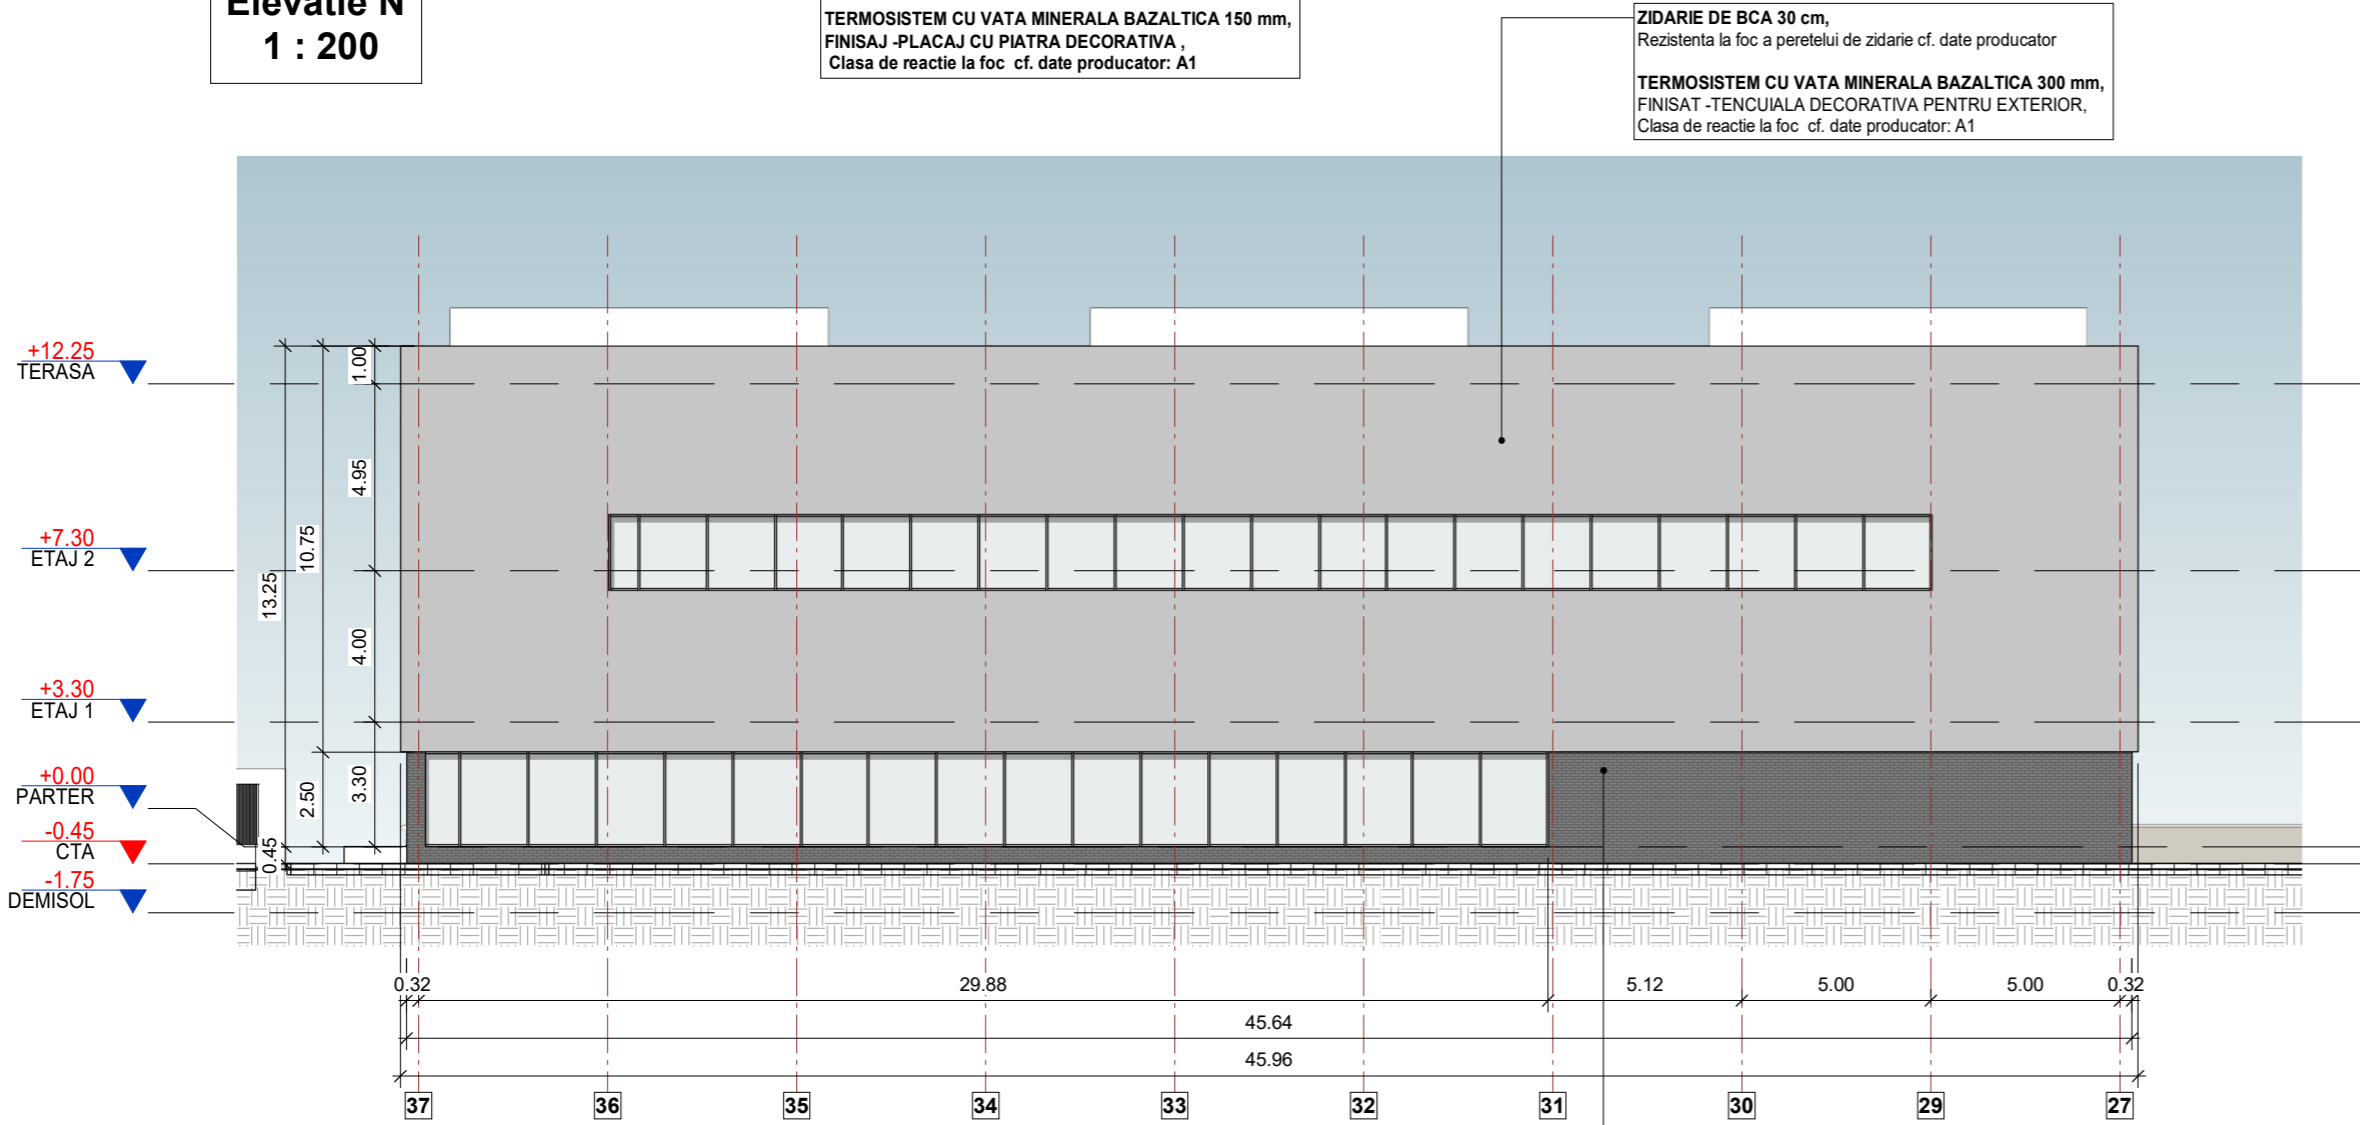 Elevatie N
1 : 200
TERMOSISTEM CU VATA MINERALA BAZALTICA 150 mm,
FINISAJ -PLACAJ CU PIATRA DECORATIVA ,
Clasa de reactie la foc cf. date producator: A1
ZIDARIE DE BCA 30 cm,
Rezistenta la foc a peretelui de zidarie cf. date producator
TERMOSISTEM CU VATA MINERALA BAZALTICA 300 mm,
FINISAT -TENCUIALA DECORATIVA PENTRU EXTERIOR,
Clasa de reactie la foc cf. date producator: A1
+12.25
TERASA
+7.30
ETAJ 2
+3.30
ETAJ 1
+0.00
PARTER
-0.45
CTA
-1.75
DEMISOL
13.25
0.45
10.75
2.50
1.00
4.95
4.00
3.30
0.32
29.88
5.12
5.00
5.00
0.32
45.64
45.96
37
36
35
34
33
32
31
30
29
27